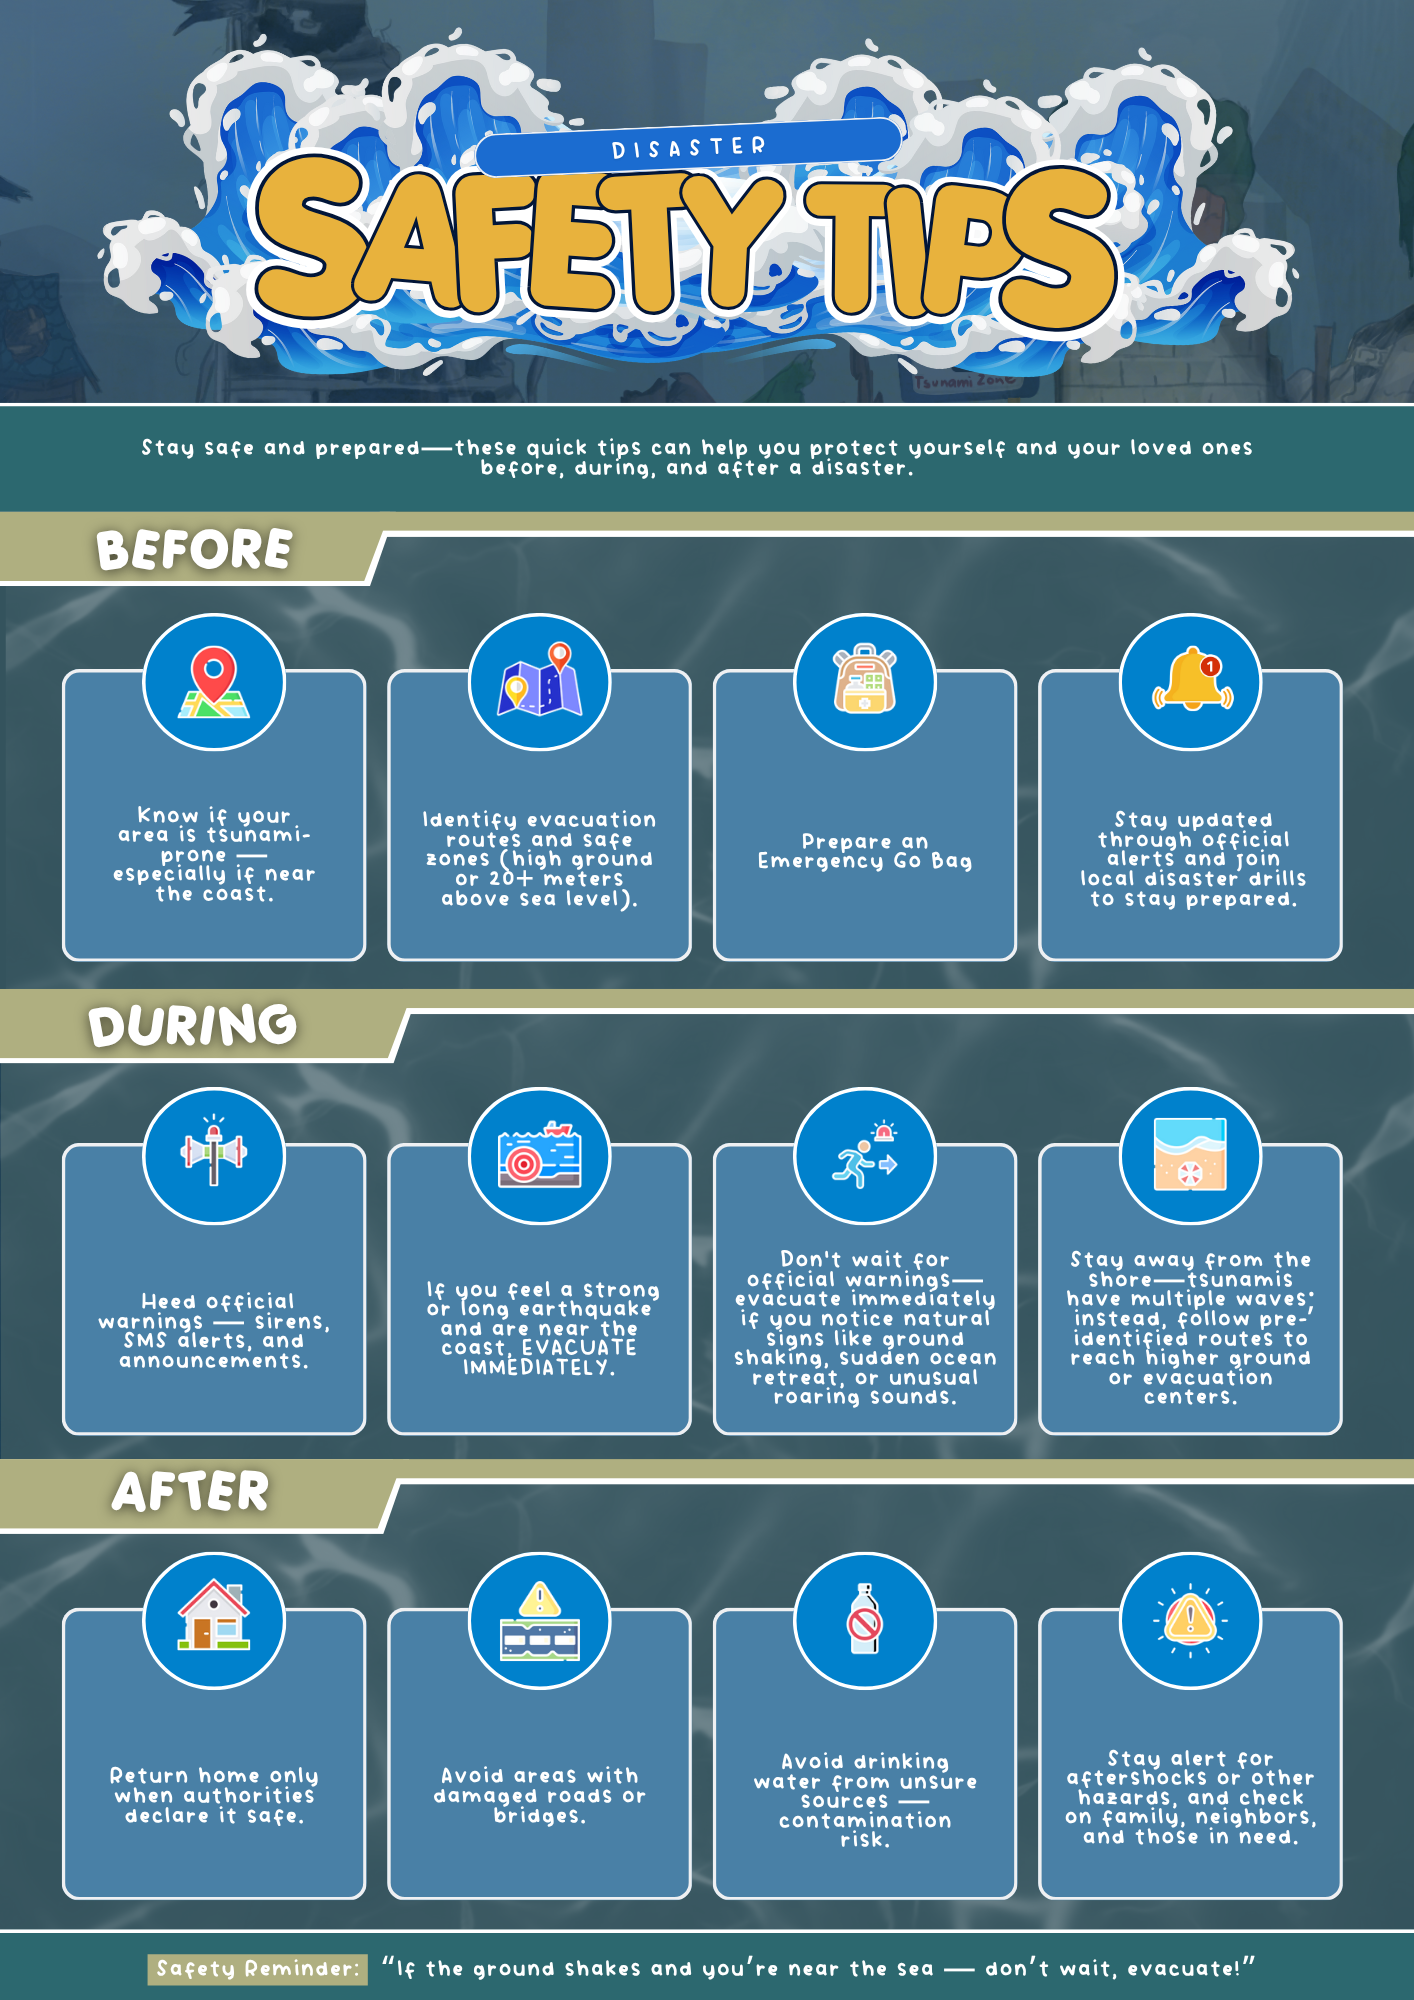 DISASTER
SAFETY TIPS
Tsunami Zone
Stay safe and prepared—these quick tips can help you protect yourself and your loved ones
before, during, and after a disaster.
BEFORE
1
Know if your
area is tsunami-
prone —
especially if near
the coast.
Identify evacuation
routes and safe
zones (high ground
or 20+ meters
above sea level).
Prepare an
Emergency Go Bag
Stay updated
through official
alerts and join
local disaster drills
to stay prepared.
DURING
Heed official
warnings — sirens,
SMS alerts, and
announcements.
If you feel a strong
or long earthquake
and are near the
coast, EVACUATE
IMMEDIATELY.
Don't wait for
official warnings—
evacuate immediately
if you notice natural
signs like ground
shaking, sudden ocean
retreat, or unusual
roaring sounds.
Stay away from the
shore—tsunamis
have multiple waves;
instead, follow pre-
identified routes to
reach higher ground
or evacuation
centers.
AFTER
Return home only
when authorities
declare it safe.
Avoid areas with
damaged roads or
bridges.
Avoid drinking
water from unsure
sources —
contamination
risk.
Stay alert for
aftershocks or other
hazards, and check
on family, neighbors,
and those in need.
Safety Reminder: “If the ground shakes and you’re near the sea — don’t wait, evacuate!”